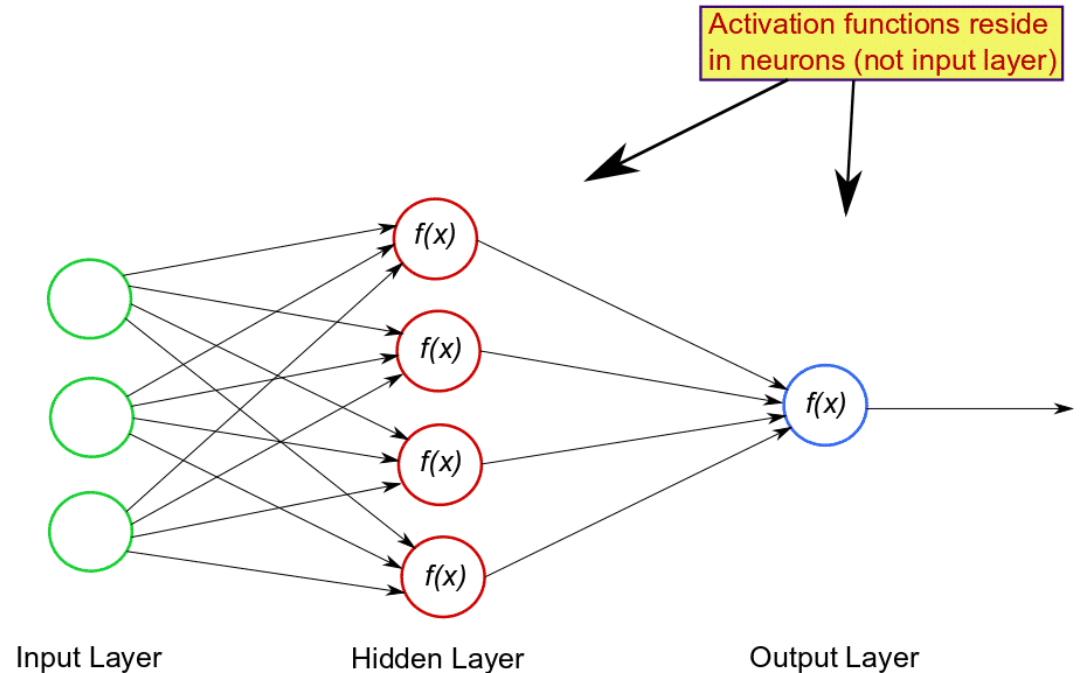 Activation functions reside
in neurons (not input layer)
f(x)
f(x)
f(x)
f(x)
f(x)
Input Layer
Hidden Layer
Output Layer